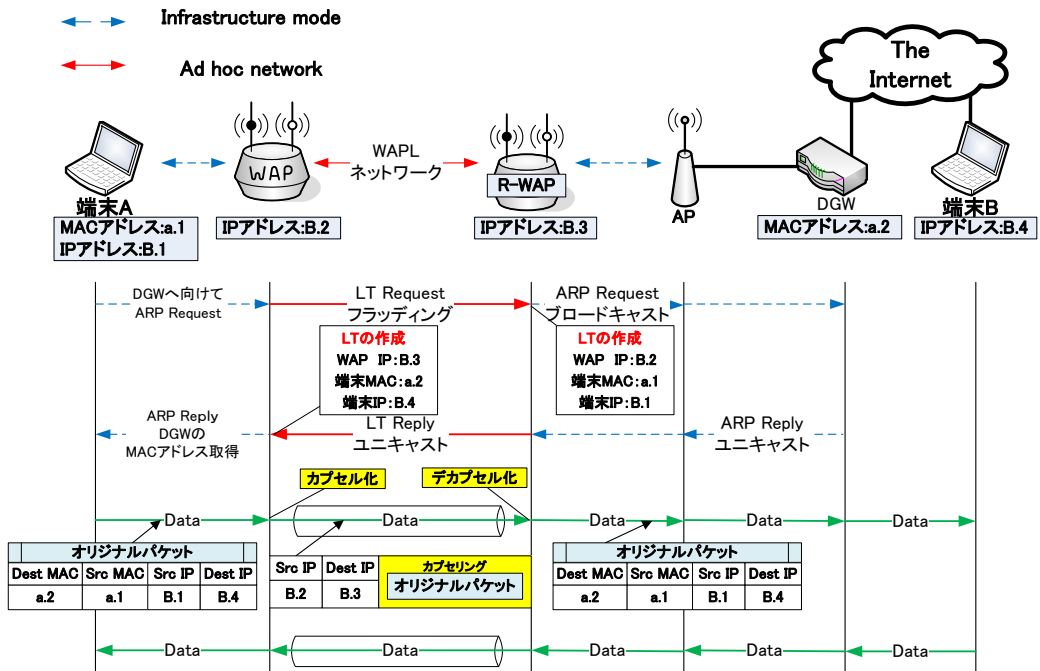 Infrastructure mode
Ad hoc network
The
Internet
WAP
WAPL
ネットワーク
R-WAP
AP
DGW
端末A
MACアドレス:a.1
IPアドレス:B.1
IPアドレス:B.2
IPアドレス:B.3
MACアドレス:a.2
端末B
IPアドレス:B.4
DGWへ向けて
ARP Request
LT Request
フラッディング
ARP Request
ブロードキャスト
LTの作成
WAP IP:B.3
端末MAC:a.2
端末IP:B.4
LTの作成
WAP IP:B.2
端末MAC:a.1
端末IP:B.1
ARP Reply
DGWの
MACアドレス取得
LT Reply
ユニキャスト
ARP Reply
ユニキャスト
カプセル化
デカプセル化
Data
Data
Data
Data
Data
オリジナルパケット
Dest MAC Src MAC Src IP Dest IP
a.2 a.1 B.1 B.4
Src IP Dest IP
B.2 B.3
カプセリング
オリジナルパケット
オリジナルパケット
Dest MAC Src MAC Src IP Dest IP
a.2 a.1 B.1 B.4
Data
Data
Data
Data
Data